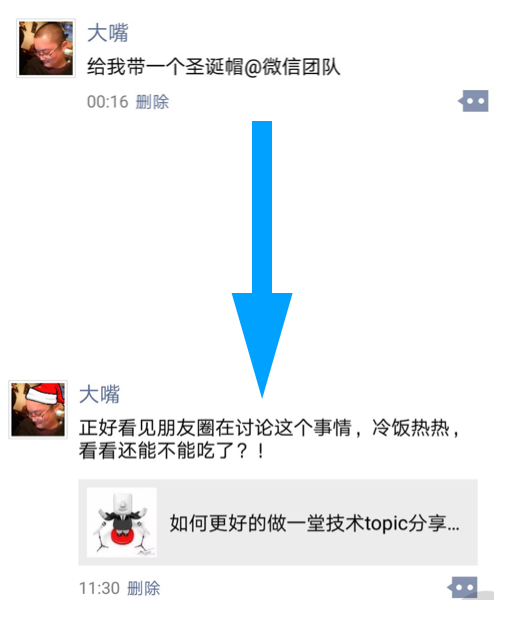 大嘴
给我带一个圣诞帽@微信团队
00:16 删除
大嘴
正好看见朋友圈在讨论这个事情，冷饭热热，
看看还能不能吃了？！
如何更好的做一堂技术topic分享...
11:30 删除